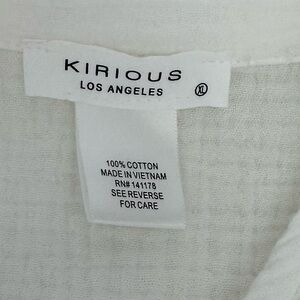 KIRIOUS
LOS ANGELES
XL
100% COTTON
MADE IN VIETNAM
RN# 141178
SEE REVERSE
FOR CARE